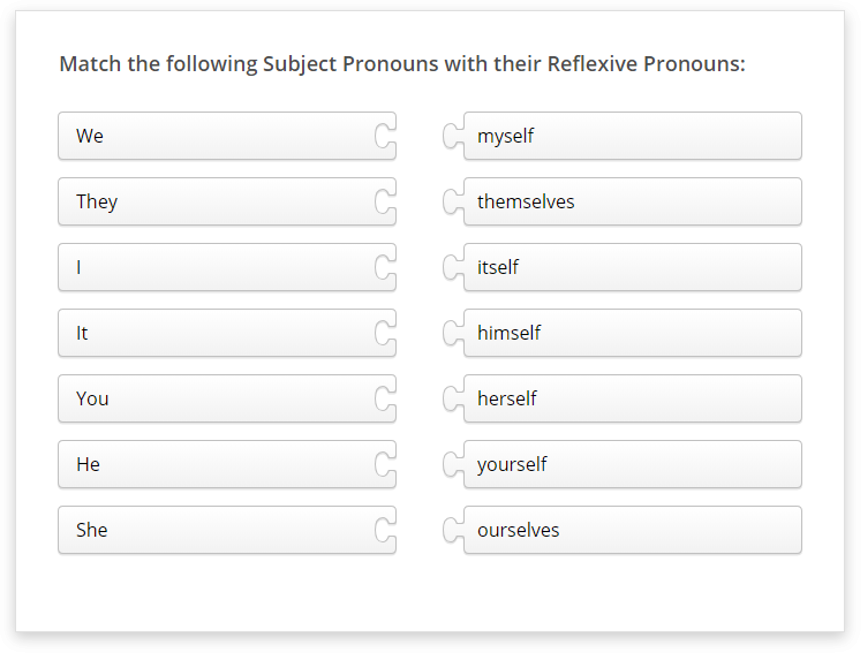 Match the following Subject Pronouns with their Reflexive Pronouns:
We myself
They themselves
I itself
It himself
You herself
He yourself
She ourselves